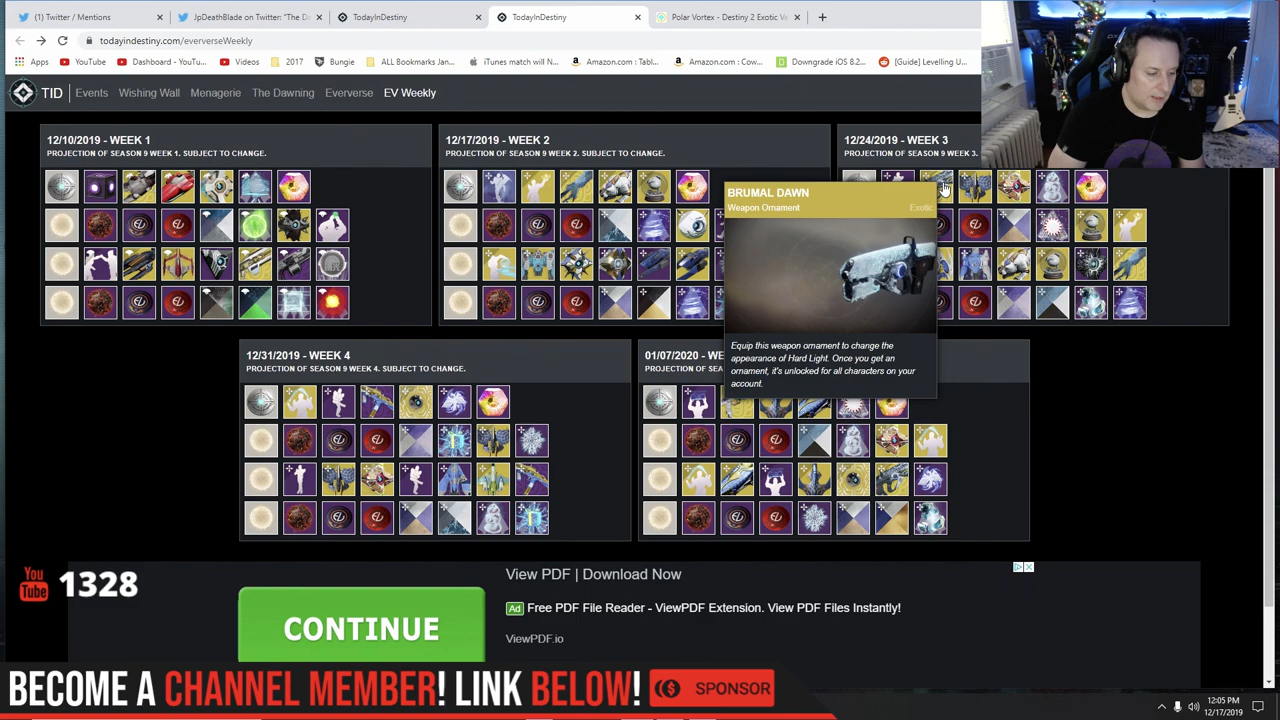 (1) Twitter / Mentions
JpDeathBlade on Twitter: "The Da
TodayInDestiny
TodayInDestiny
Polar Vortex - Destiny 2 Exotic Ve
todayindestiny.com/eververseWeekly
Apps
YouTube
Dashboard - YouTu...
Videos
2017
Bungie
ALL Bookmarks Jan...
iTunes match will N...
Amazon.com : Tabl...
Amazon.com : Cow...
Downgrade iOS 8.2...
[Guide] Levelling U
TID
Events
Wishing Wall
Menagerie
The Dawning
Eververse
EV Weekly
12/10/2019 - WEEK 1
PROJECTION OF SEASON 9 WEEK 1. SUBJECT TO CHANGE.
12/17/2019 - WEEK 2
PROJECTION OF SEASON 9 WEEK 2. SUBJECT TO CHANGE.
12/24/2019 - WEEK 3
PROJECTION OF SEASON 9 WEEK 3.
BRUMAL DAWN
Weapon Ornament
Exotic
Equip this weapon ornament to change the
appearance of Hard Light. Once you get an
ornament, it's unlocked for all characters on your
account.
12/31/2019 - WEEK 4
PROJECTION OF SEASON 9 WEEK 4. SUBJECT TO CHANGE.
01/07/2020 - WE
PROJECTION OF SEA
You
Tube
1328
View PDF | Download Now
Ad
Free PDF File Reader - ViewPDF Extension. View PDF Files Instantly!
ViewPDF.io
CONTINUE
BECOME A CHANNEL MEMBER! LINK BELOW!
SPONSOR
12:05 PM
12/17/2019